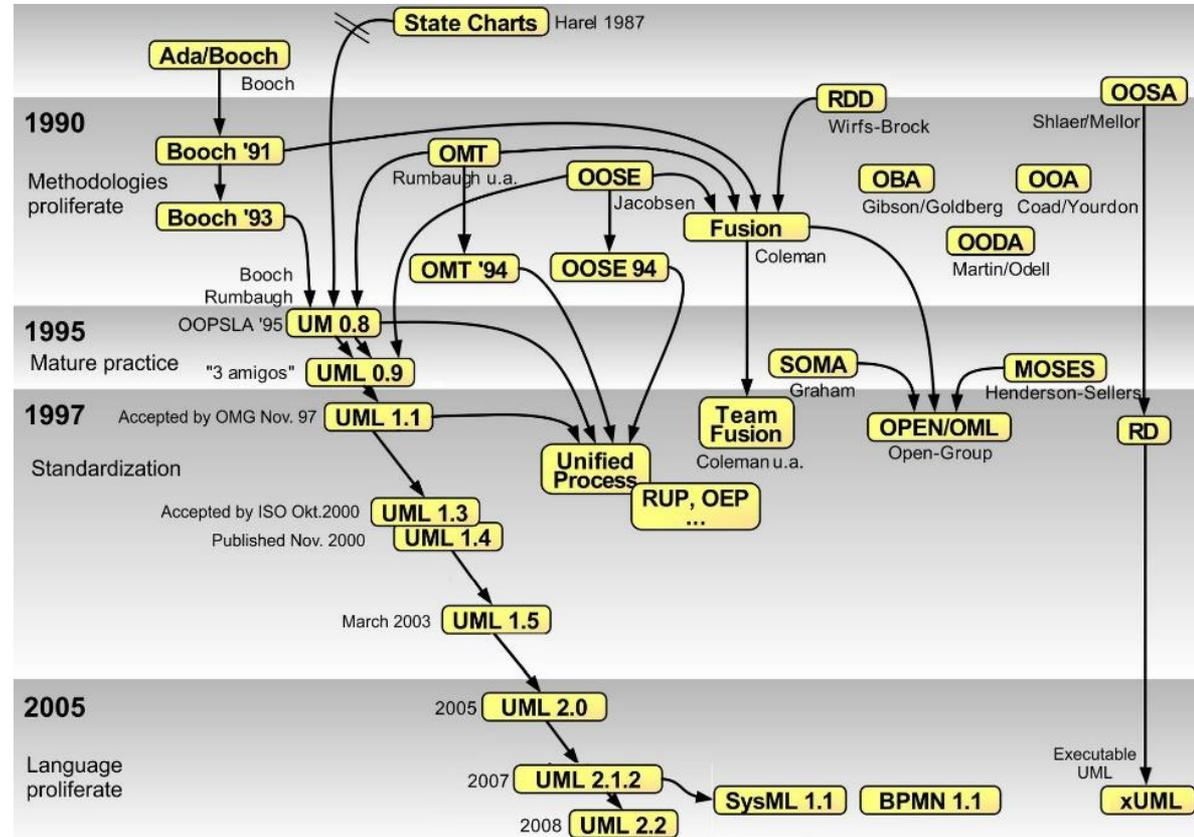 State Charts
Harel 1987
Ada/Booch
Booch
RDD
Wirfs-Brock
OOSA
Shlaer/Mellor
1990
Methodologies
proliferate
Booch '91
OMT
Rumbaugh u.a.
OOSE
Jacobsen
OBA
Gibson/Goldberg
OOA
Coad/Yourdon
Booch '93
Fusion
Coleman
OODA
Martin/Odell
OMT '94
OOSE 94
Booch
Rumbaugh
1995
Mature practice
OOPSLA '95
UM 0.8
"3 amigos"
UML 0.9
SOMA
Graham
MOSES
Henderson-Sellers
1997
Standardization
Accepted by OMG Nov. 97
UML 1.1
Team
Fusion
Coleman u.a.
OPEN/OML
Open-Group
RD
Unified
Process
RUP, OEP
...
Accepted by ISO Okt.2000
UML 1.3
Published Nov. 2000
UML 1.4
March 2003
UML 1.5
2005
Language
proliferate
2005
UML 2.0
2007
UML 2.1.2
SysML 1.1
BPMN 1.1
Executable
UML
xUML
2008
UML 2.2